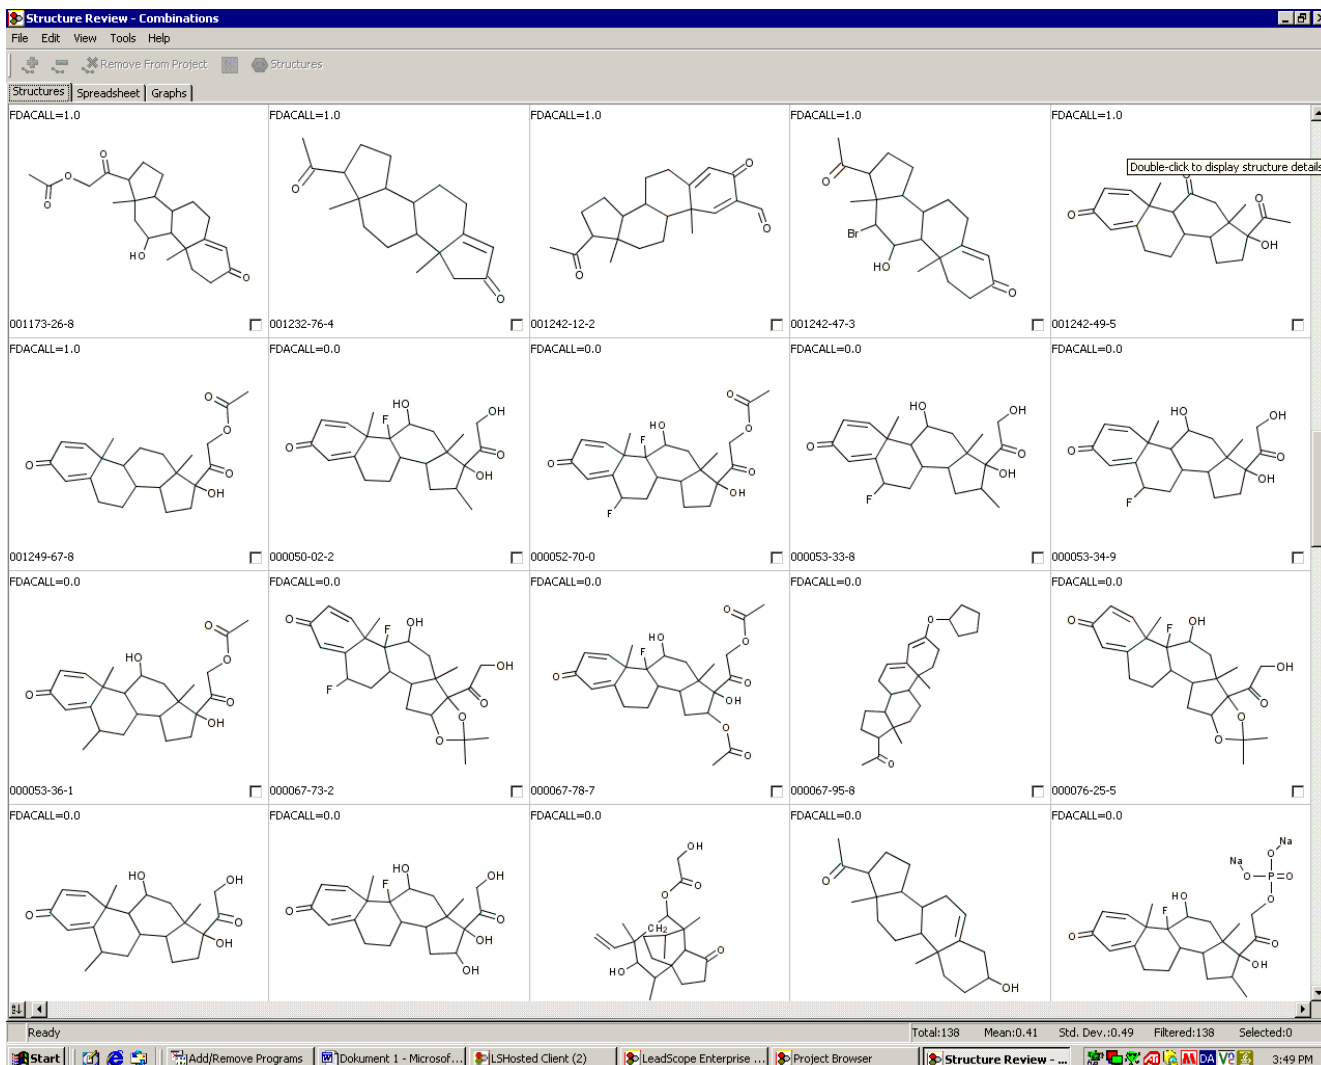 Structure Review - Combinations
File Edit View Tools Help
Remove From Project Structures
Structures Spreadsheet Graphs
FDACALL=1.0 FDACALL=1.0 FDACALL=1.0 FDACALL=1.0 FDACALL=1.0
Double-click to display structure details
O O O HO O
O O
O O O
O Br HO O
O O O OH
001173-26-8 001232-76-4 001242-12-2 001242-47-3 001242-49-5
FDACALL=1.0 FDACALL=0.0 FDACALL=0.0 FDACALL=0.0 FDACALL=0.0
O O O O OH
O F HO OH O OH
O F HO F O O O OH
O HO F OH O OH
O HO F OH O OH
001249-67-8 000050-02-2 000052-70-0 000053-33-8 000053-34-9
FDACALL=0.0 FDACALL=0.0 FDACALL=0.0 FDACALL=0.0 FDACALL=0.0
O HO O O O OH
O F OH F OH O O O
O HO F O O O OH O O
O O
O F OH OH O O O
000053-36-1 000067-73-2 000067-78-7 000067-95-8 000076-25-5
FDACALL=0.0 FDACALL=0.0 FDACALL=0.0 FDACALL=0.0 FDACALL=0.0
O HO OH O OH
O F HO OH O OH OH
OH O O CH2 HO O
O OH
Na Na O O P O O HO F O O OH
Ready Total:138 Mean:0.41 Std. Dev.:0.49 Filtered:138 Selected:0
Start Add/Remove Programs Dokument 1 - Microsof... LSHosted Client (2) LeadScope Enterprise ... Project Browser Structure Review - ... 3:49 PM